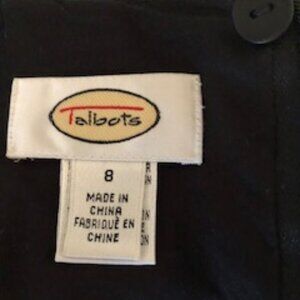 Talbots
8
MADE IN
CHINA
FABRIQUÉ EN
CHINE